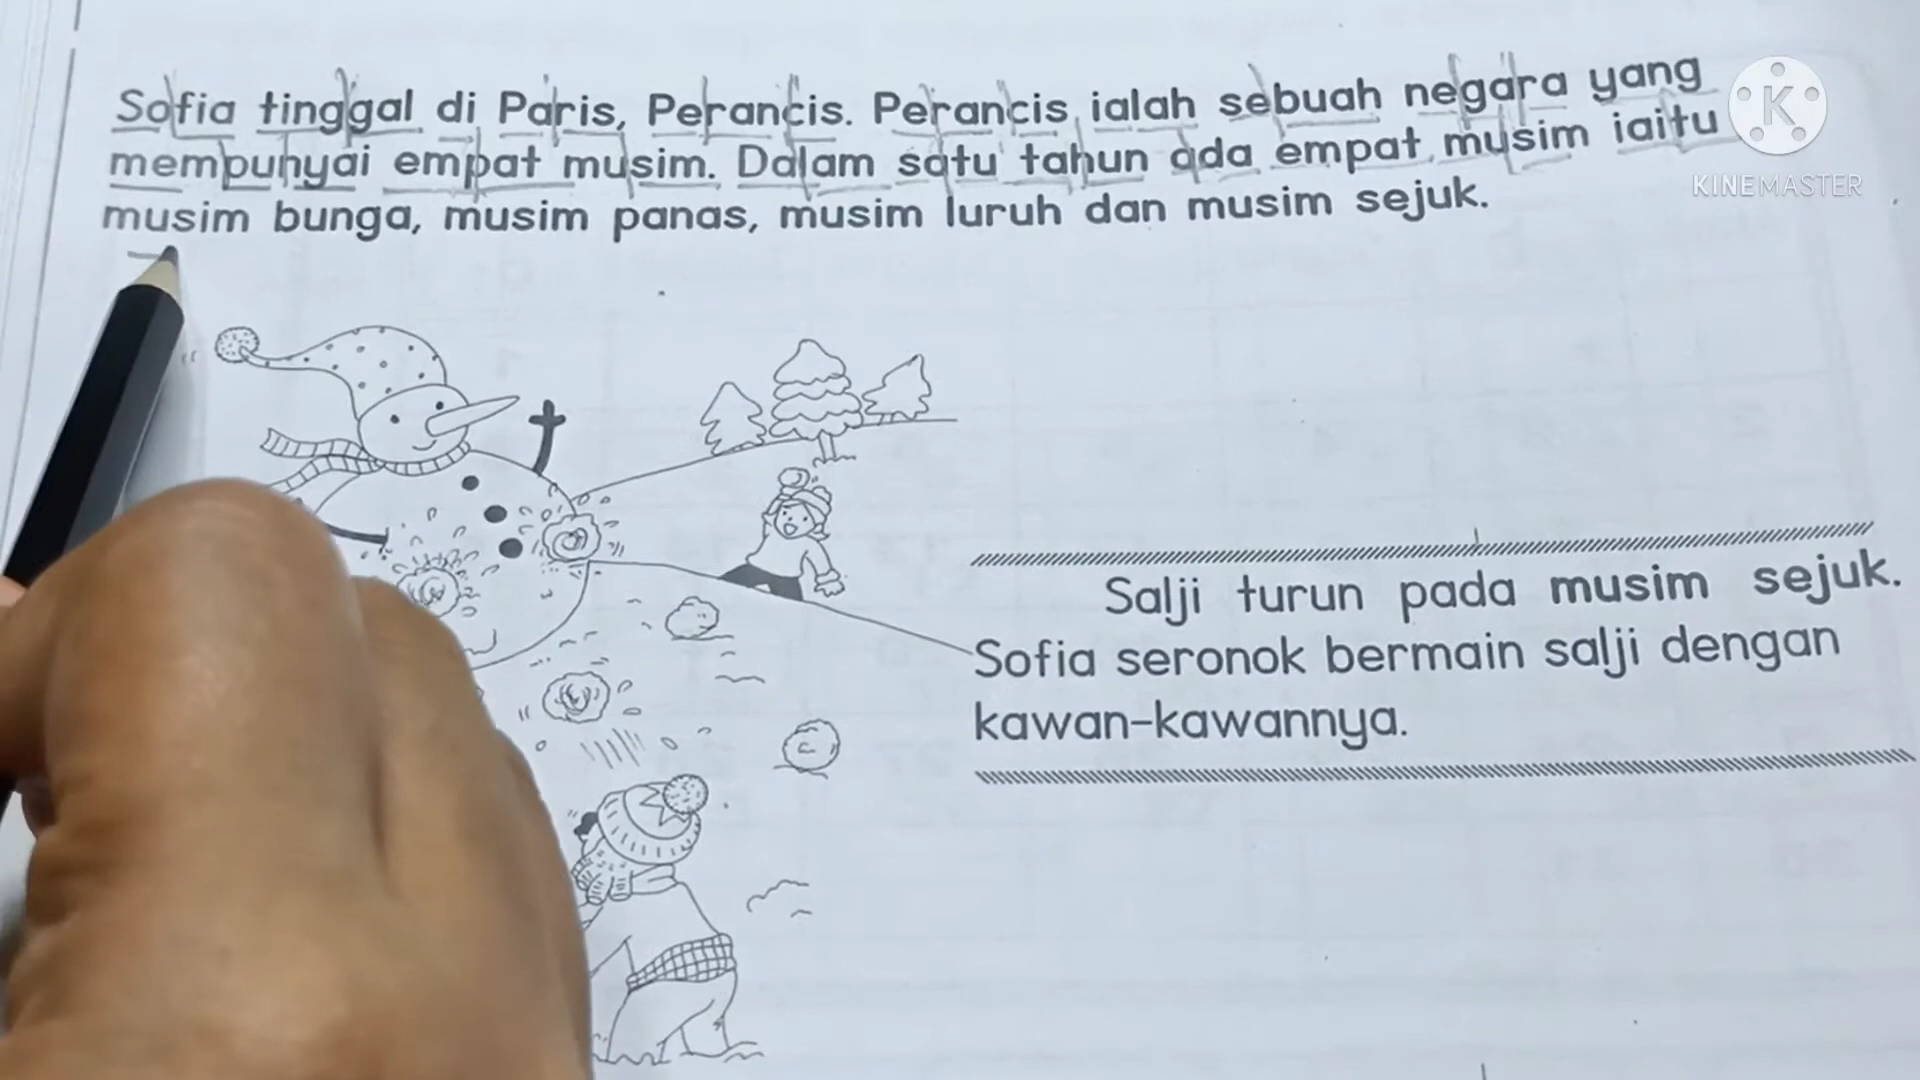 Sofia tinggal di Paris, Perancis. Perancis ialah sebuah negara yang
mempunyai empat musim. Dalam satu tahun ada empat musim iaitu
musim bunga, musim panas, musim luruh dan musim sejuk.
K
KINEMASTER
Salji turun pada musim sejuk.
Sofia seronok bermain salji dengan
kawan-kawannya.